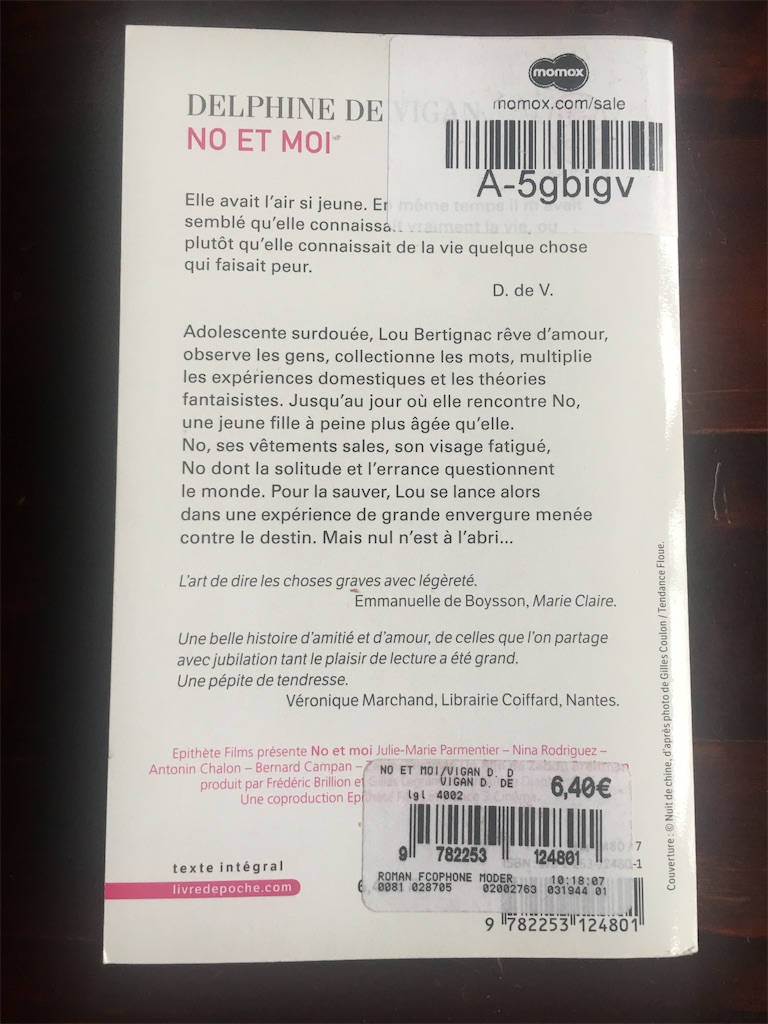 momox
momox.com/sale
A-5gbigv
DELPHINE DE VIGAN
NO ET MOI
Elle avait l'air si jeune. En même temps il m'avait
semblé qu'elle connaissait vraiment la vie, ou
plutôt qu'elle connaissait de la vie quelque chose
qui faisait peur.
D. de V.
Adolescente surdouée, Lou Bertignac rêve d'amour,
observe les gens, collectionne les mots, multiplie
les expériences domestiques et les théories
fantaisistes. Jusqu'au jour où elle rencontre No,
une jeune fille à peine plus âgée qu'elle.
No, ses vêtements sales, son visage fatigué,
No dont la solitude et l'errance questionnent
le monde. Pour la sauver, Lou se lance alors
dans une expérience de grande envergure menée
contre le destin. Mais nul n'est à l'abri...
L'art de dire les choses graves avec légèreté.
Emmanuelle de Boysson, Marie Claire.
Une belle histoire d'amitié et d'amour, de celles que l'on partage
avec jubilation tant le plaisir de lecture a été grand.
Une pépite de tendresse.
Véronique Marchand, Librairie Coiffard, Nantes.
Epithète Films présente No et moi Julie-Marie Parmentier – Nina Rodriguez –
Antonin Chalon – Bernard Campan –
produit par Frédéric Brillion et
Une coproduction
NO ET MOI/VIGAN D. D
VIGAN D. DE
lgl 4002
6,40€
9 782253 124801
ROMAN FCOPHONE MODER 10:18:07
0081 028705 02002763 031944 01
texte intégral
livredepoche.com
9 782253 124801
Couverture : © Nuit de chine, d'après photo de Gilles Coulon / Tendance Floue.